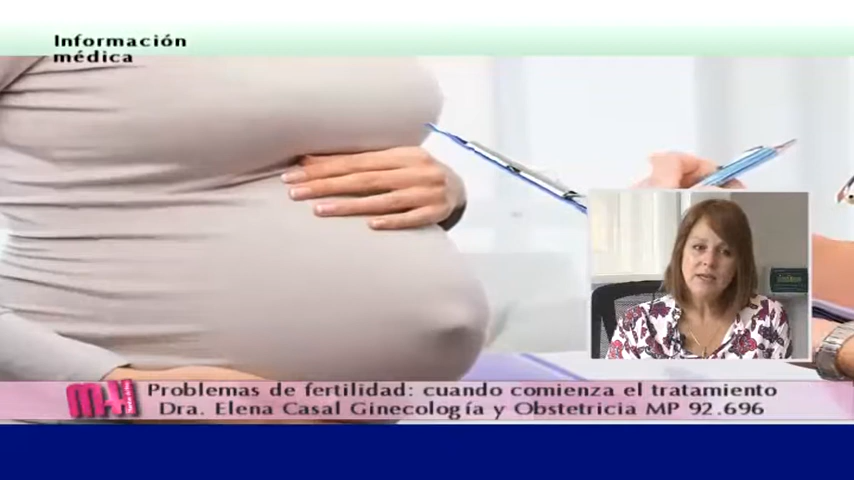 Información
médica
M+H
Problemas de fertilidad: cuando comienza el tratamiento
Dra. Elena Casal Ginecología y Obstetricia MP 92.696